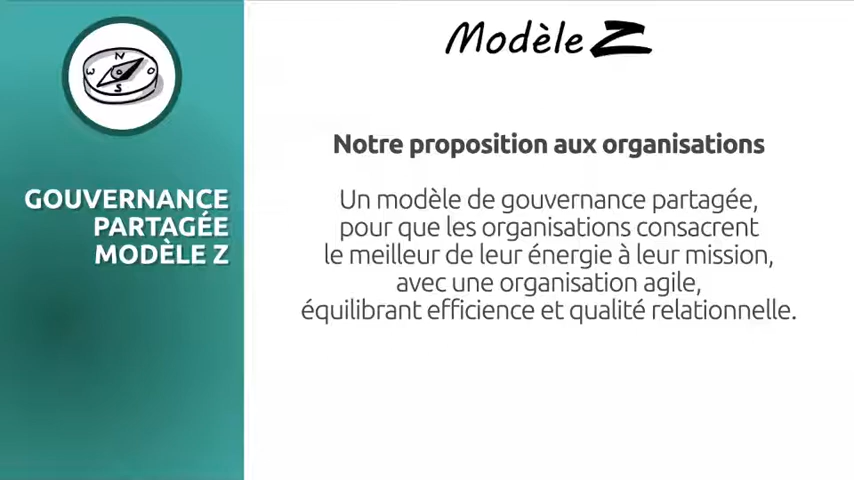 N
W
O
S
GOUVERNANCE
PARTAGÉE
MODÈLE Z
Modèle Z
Notre proposition aux organisations
Un modèle de gouvernance partagée,
pour que les organisations consacrent
le meilleur de leur énergie à leur mission,
avec une organisation agile,
équilibrant efficience et qualité relationnelle.